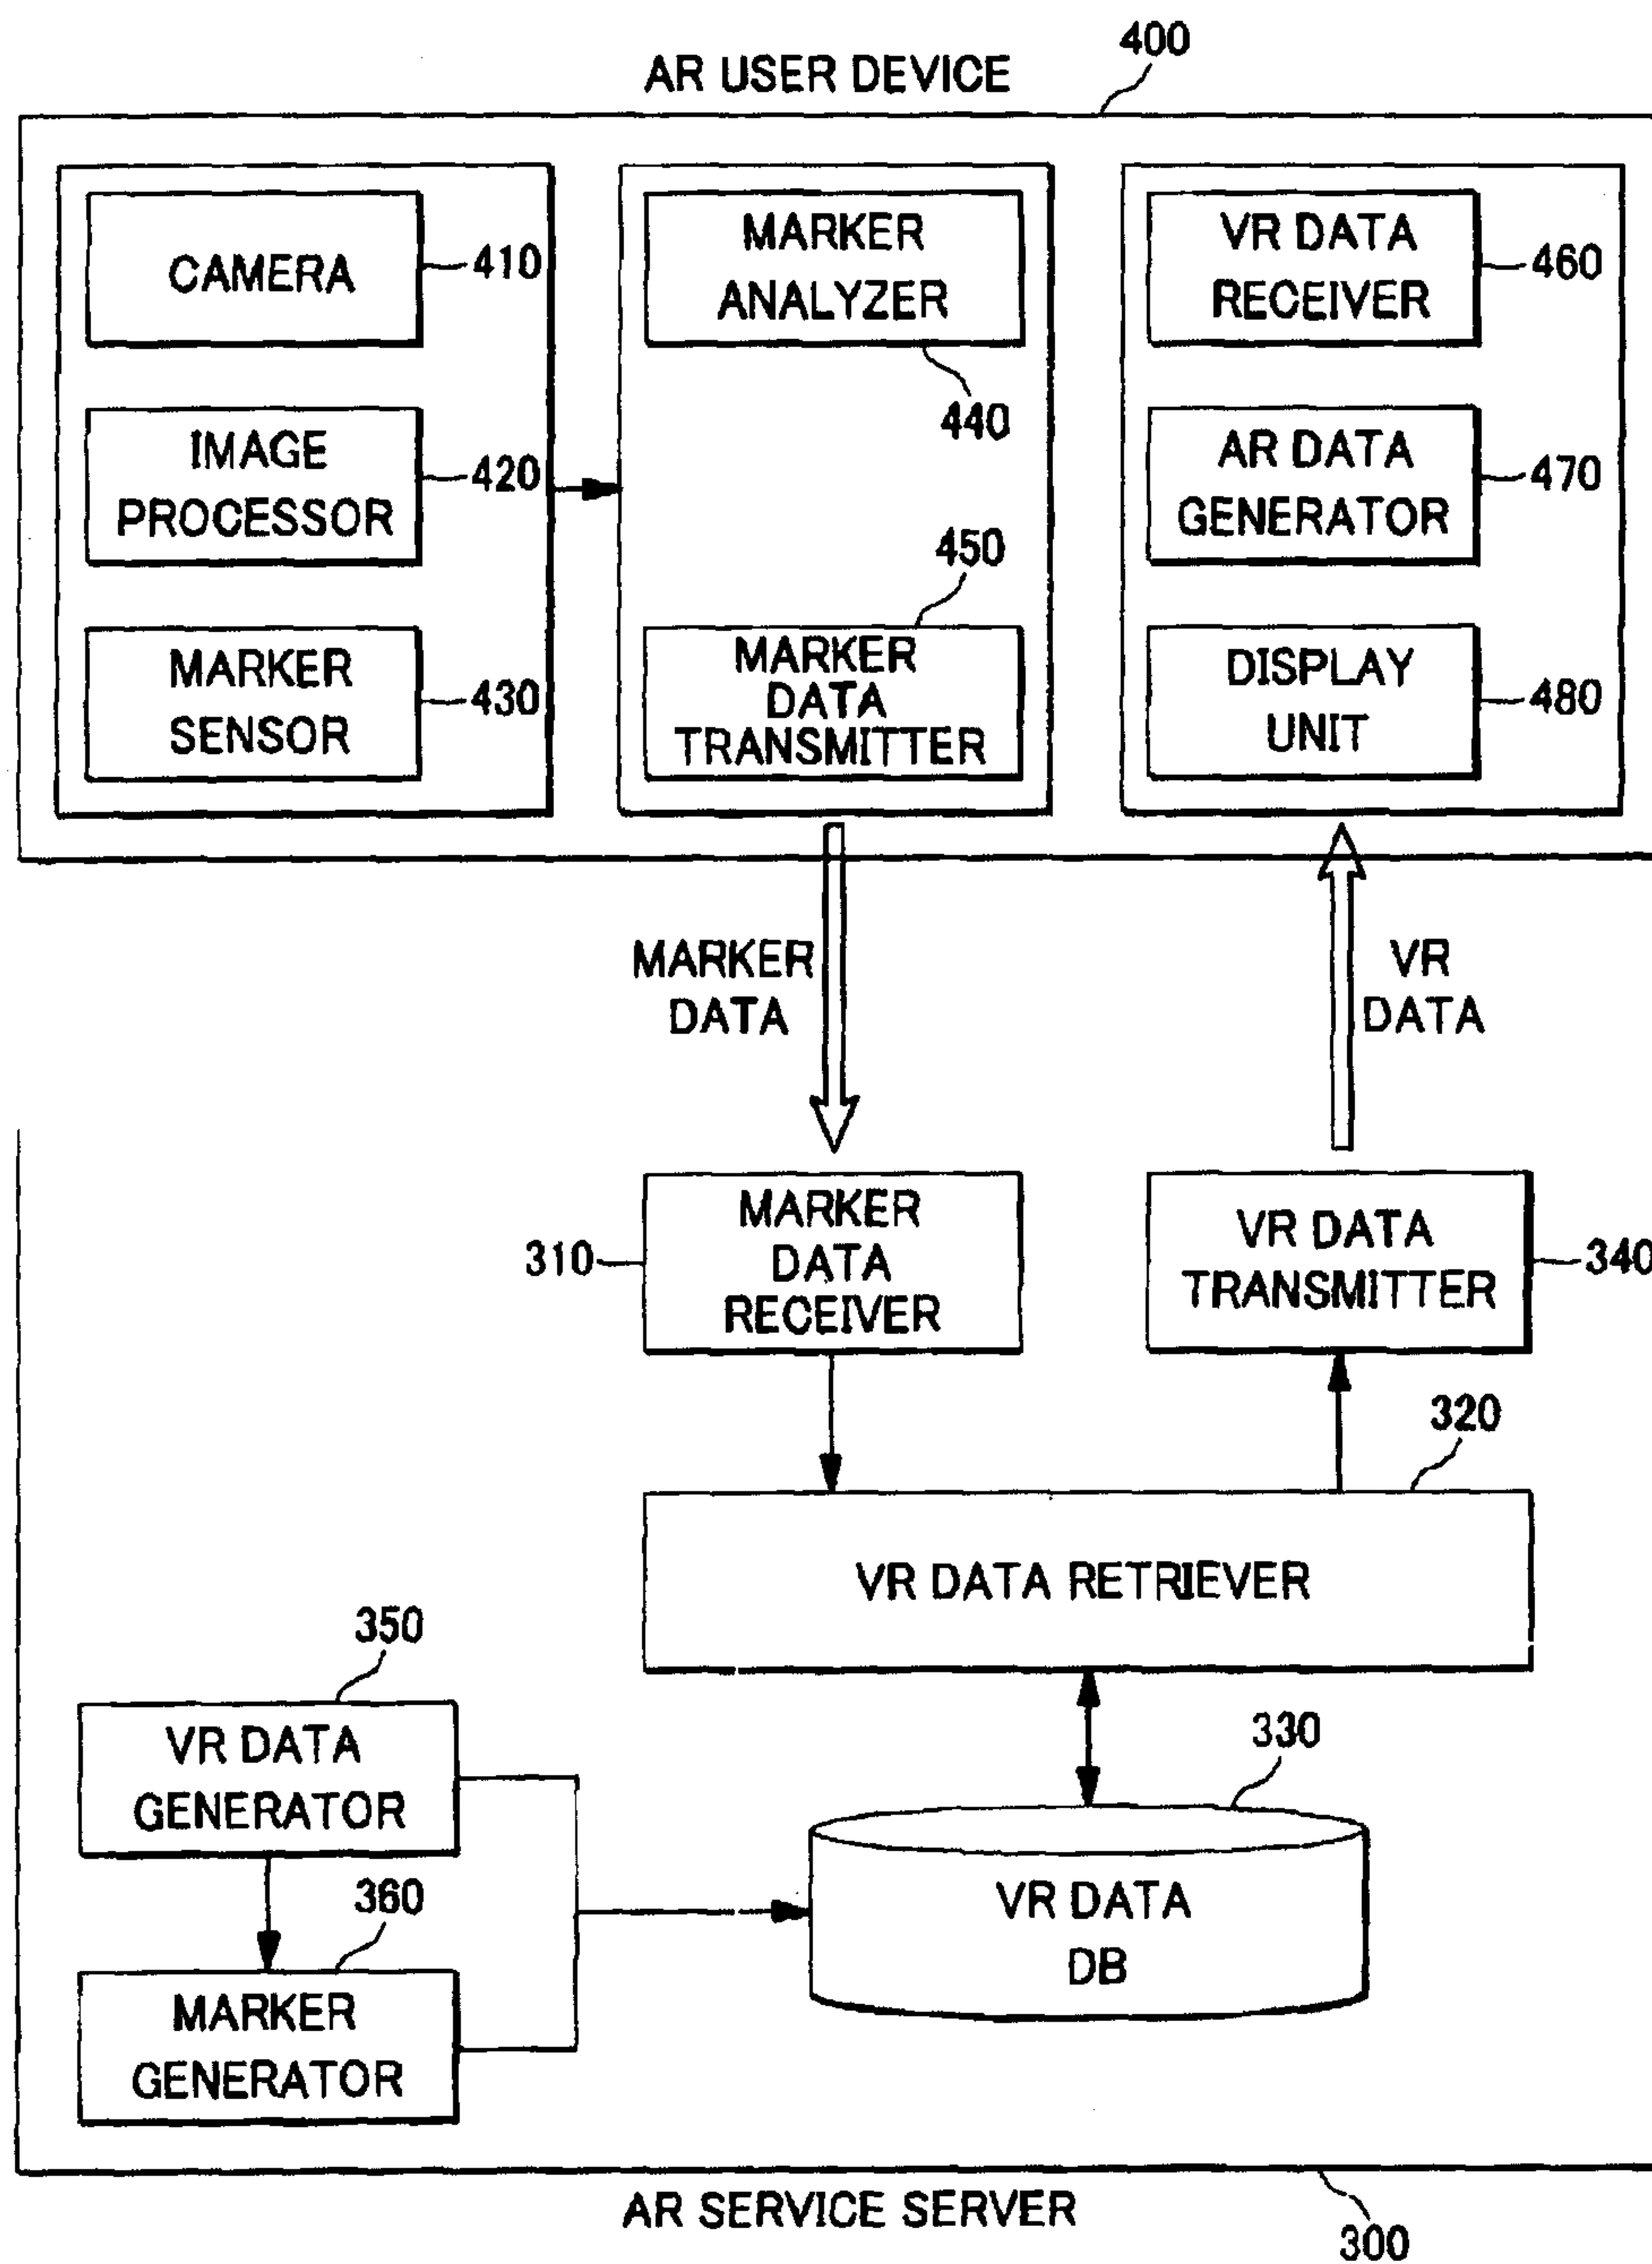 400
AR USER DEVICE
CAMERA
410
IMAGE
PROCESSOR
420
MARKER
SENSOR
430
MARKER
ANALYZER
440
450
MARKER
DATA
TRANSMITTER
VR DATA
RECEIVER
460
AR DATA
GENERATOR
470
DISPLAY
UNIT
480
MARKER
DATA
VR
DATA
310
MARKER
DATA
RECEIVER
VR DATA
TRANSMITTER
340
320
VR DATA RETRIEVER
350
VR DATA
GENERATOR
360
MARKER
GENERATOR
330
VR DATA
DB
AR SERVICE SERVER
300